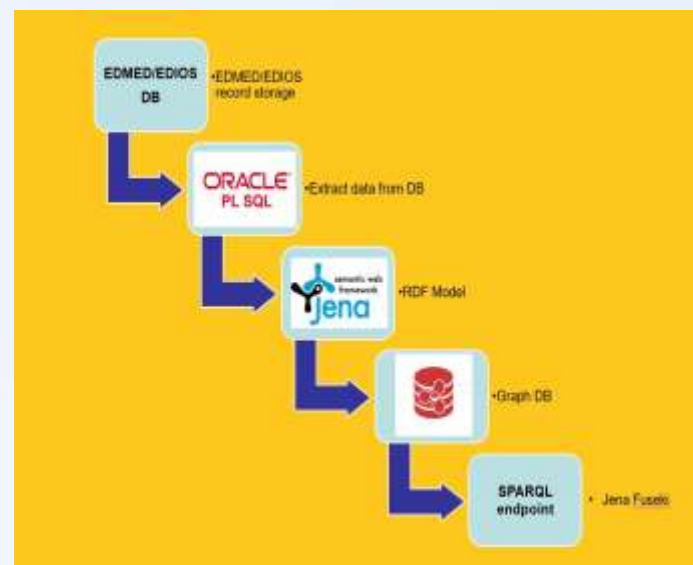 EDMED/EDIOS
DB
•EDMED/EDIOS
record storage
ORACLE
PL SQL
•Extract data from DB
semantic web
framework
jena
•RDF Model
•Graph DB
SPARQL
endpoint
• Jena Fuseki